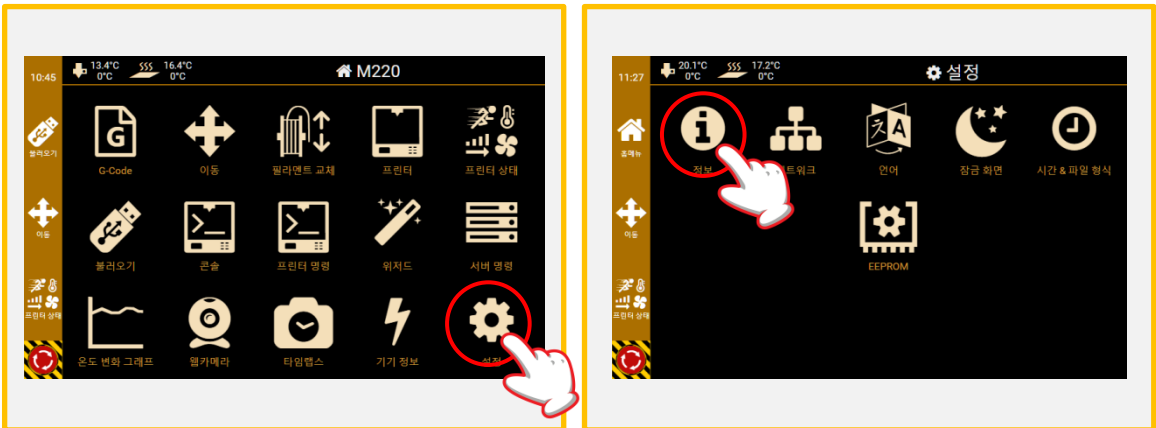 10:45
13.4°C
0°C
16.4°C
0°C
M220
불러오기
이동
프린터 상태
G
G-Code
이동
필라멘트 교체
프린터
프린터 상태
불러오기
콘솔
프린터 명령
위저드
서버 명령
온도 변화 그래프
웹카메라
타임랩스
기기 정보
설정
11:27
20.1°C
0°C
17.2°C
0°C
설정
홈메뉴
이동
프린터 상태
정보
트워크
언어
A
잠금 화면
시간 & 파일 형식
EEPROM